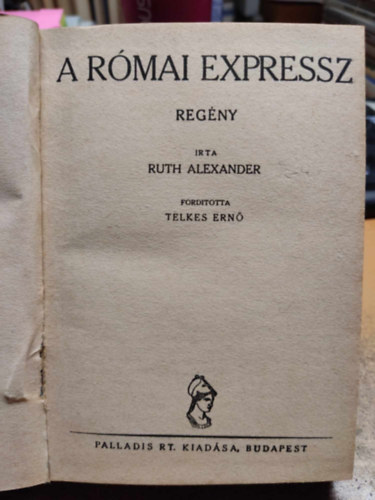 A RÓMAI EXPRESSZ
REGÉNY
IRTA
RUTH ALEXANDER
FORDITOTTA
TELKES ERNŐ
PALLADIS RT. KIADÁSA, BUDAPEST